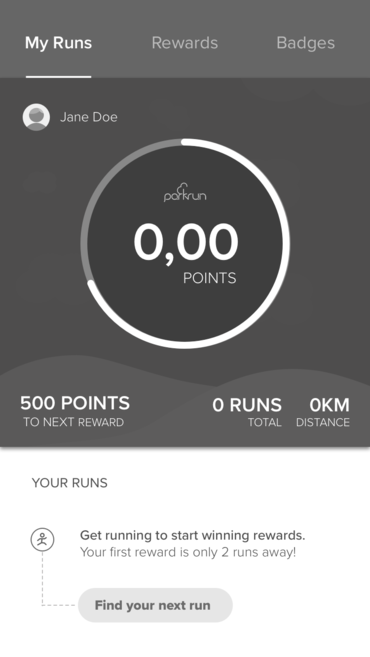 My Runs Rewards Badges
Jane Doe
parkrun
0,00
POINTS
500 POINTS 0 RUNS 0KM
TO NEXT REWARD TOTAL DISTANCE
YOUR RUNS
Get running to start winning rewards.
Your first reward is only 2 runs away!
Find your next run